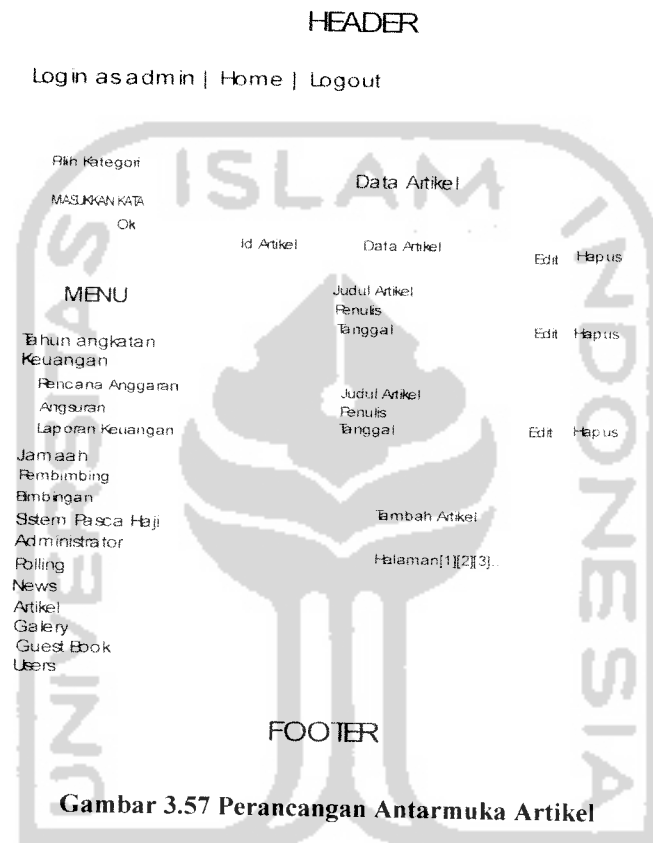 HEADER
Login as admin | Home | Logout
Pilih Kategori
MASUKKAN KATA
Ok
Data Artikel
Id Artikel Data Artikel Edit Hapus
Judul Artikel
Penulis
Tanggal Edit Hapus
Judul Artikel
Penulis
Tanggal Edit Hapus
Tambah Artikel
Halaman[1][2][3]..
MENU
Tahun angkatan
Keuangan
Rencana Anggaran
Angsuran
Laporan Keuangan
Jamaah
Pembimbing
Bimbingan
Sistem Pasca Haji
Administrator
Polling
News
Artikel
Galery
Guest Book
Users
FOOTER
Gambar 3.57 Perancangan Antarmuka Artikel
UNIVERSITAS
ISLAM
INDONESIA